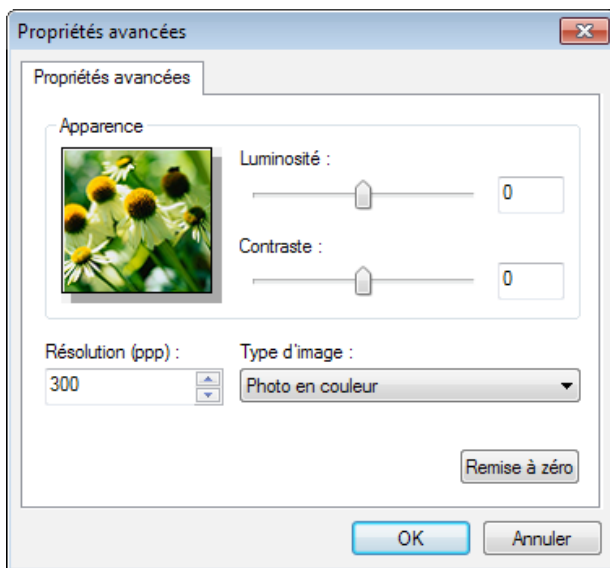 Propriétés avancées
Propriétés avancées
Apparence
Luminosité :
0
Contraste :
0
Résolution (ppp) :
Type d'image :
300
Photo en couleur
Remise à zéro
OK
Annuler